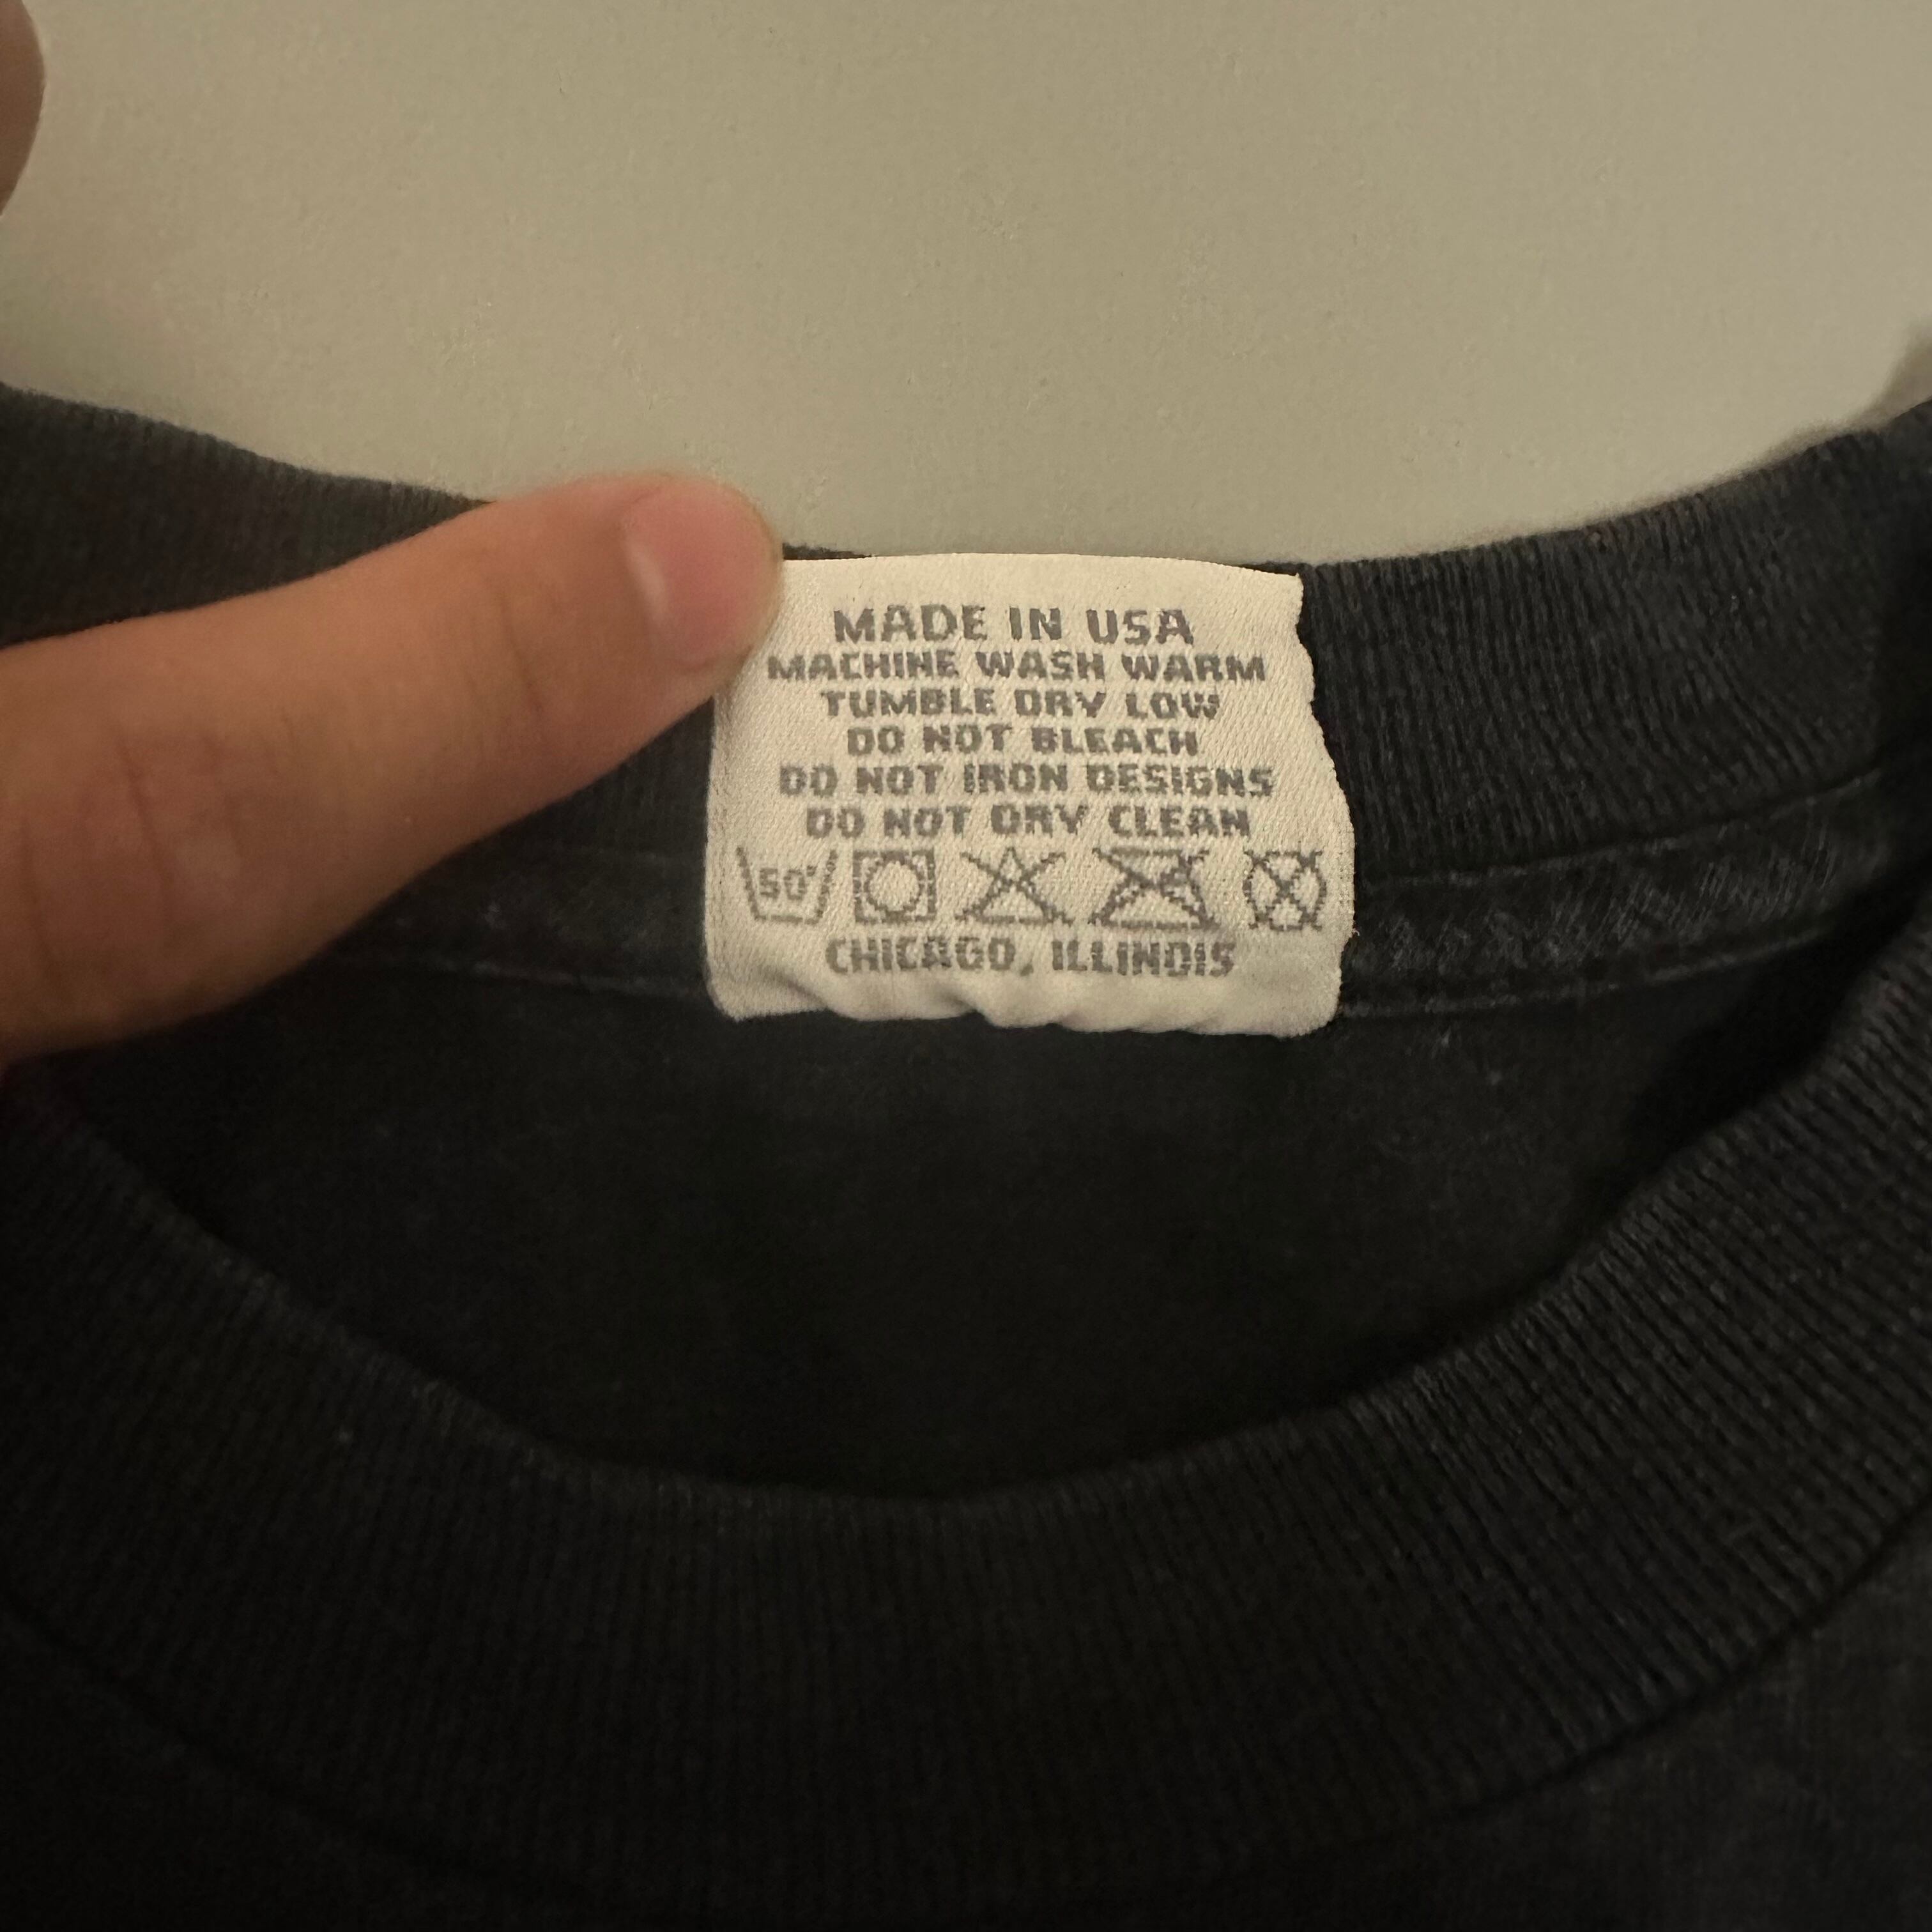 MADE IN USA
MACHINE WASH WARM
TUMBLE DRY LOW
DO NOT BLEACH
DO NOT IRON DESIGNS
DO NOT DRY CLEAN
50°
CHICAGO, ILLINOIS